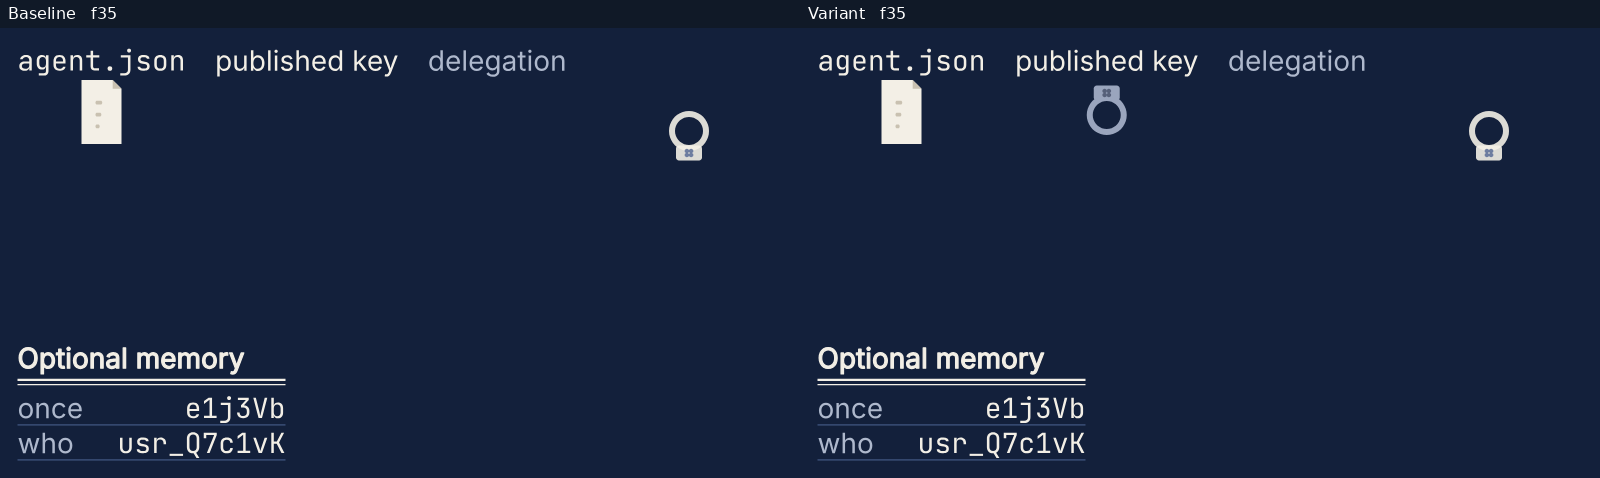 Baseline f35
agent.json published key delegation
Optional memory
once e1j3Vb
who usr_Q7c1vK
Variant f35
agent.json published key delegation
Optional memory
once e1j3Vb
who usr_Q7c1vK